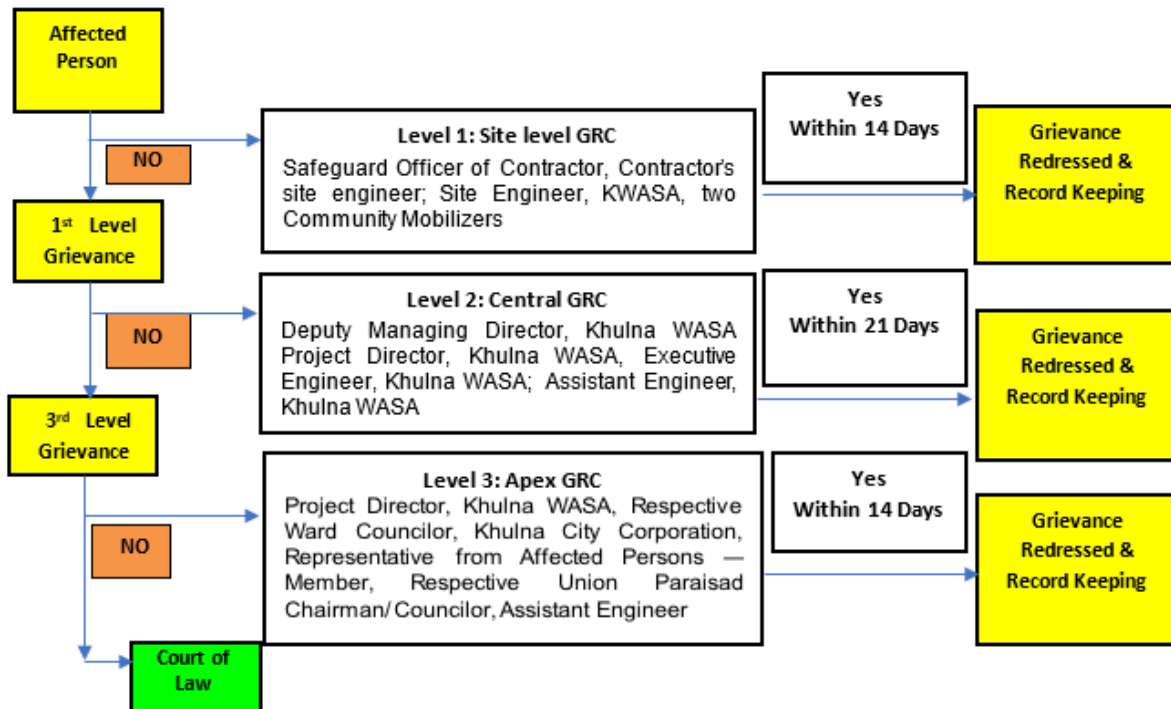 Affected
Person
NO
Level 1: Site level GRC
Safeguard Officer of Contractor, Contractor's
site engineer; Site Engineer, KWASA, two
Community Mobilizers
Yes
Within 14 Days
Grievance
Redressed &
Record Keeping
1st Level
Grievance
NO
Level 2: Central GRC
Deputy Managing Director, Khulna WASA
Project Director, Khulna WASA, Executive
Engineer, Khulna WASA; Assistant Engineer,
Khulna WASA
Yes
Within 21 Days
Grievance
Redressed &
Record Keeping
3rd Level
Grievance
NO
Level 3: Apex GRC
Project Director, Khulna WASA, Respective
Ward Councilor, Khulna City Corporation,
Representative from Affected Persons —
Member, Respective Union Paraisad
Chairman/ Councilor, Assistant Engineer
Yes
Within 14 Days
Grievance
Redressed &
Record Keeping
Court of
Law